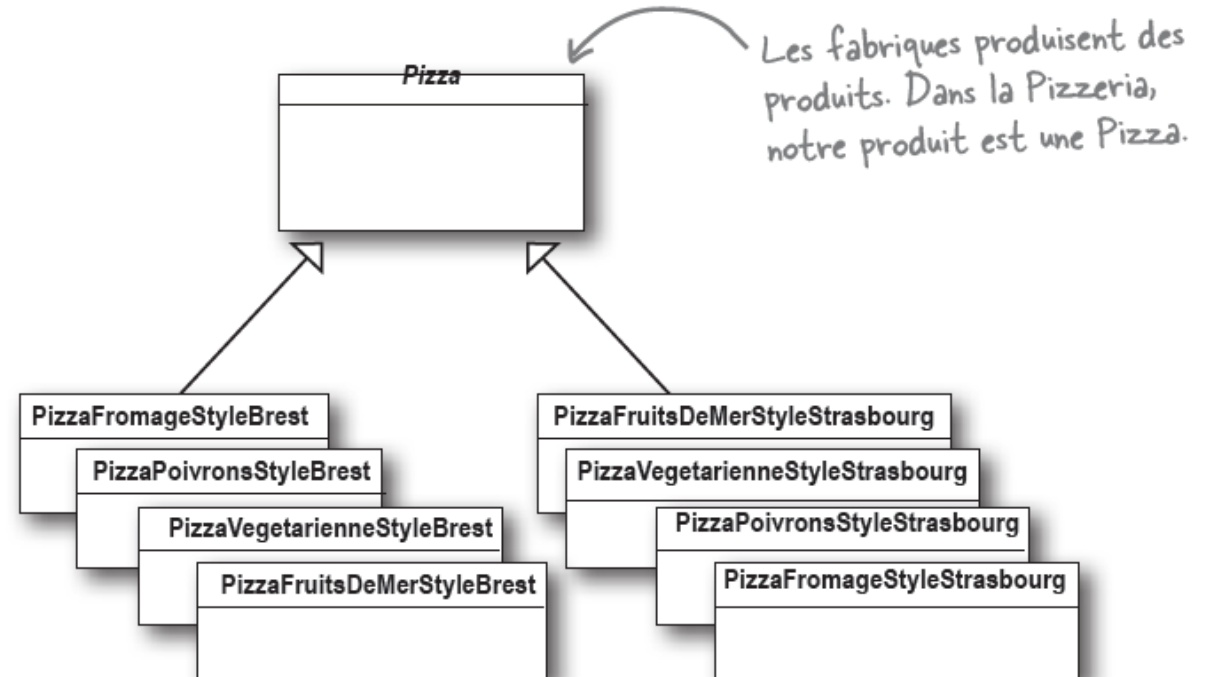 Pizza
Les fabriques produisent des
produits. Dans la Pizzeria,
notre produit est une Pizza.
PizzaFromageStyleBrest
PizzaPoivronsStyleBrest
PizzaVegetarienneStyleBrest
PizzaFruitsDeMerStyleBrest
PizzaFruitsDeMerStyleStrasbourg
PizzaVegetarienneStyleStrasbourg
PizzaPoivronsStyleStrasbourg
PizzaFromageStyleStrasbourg